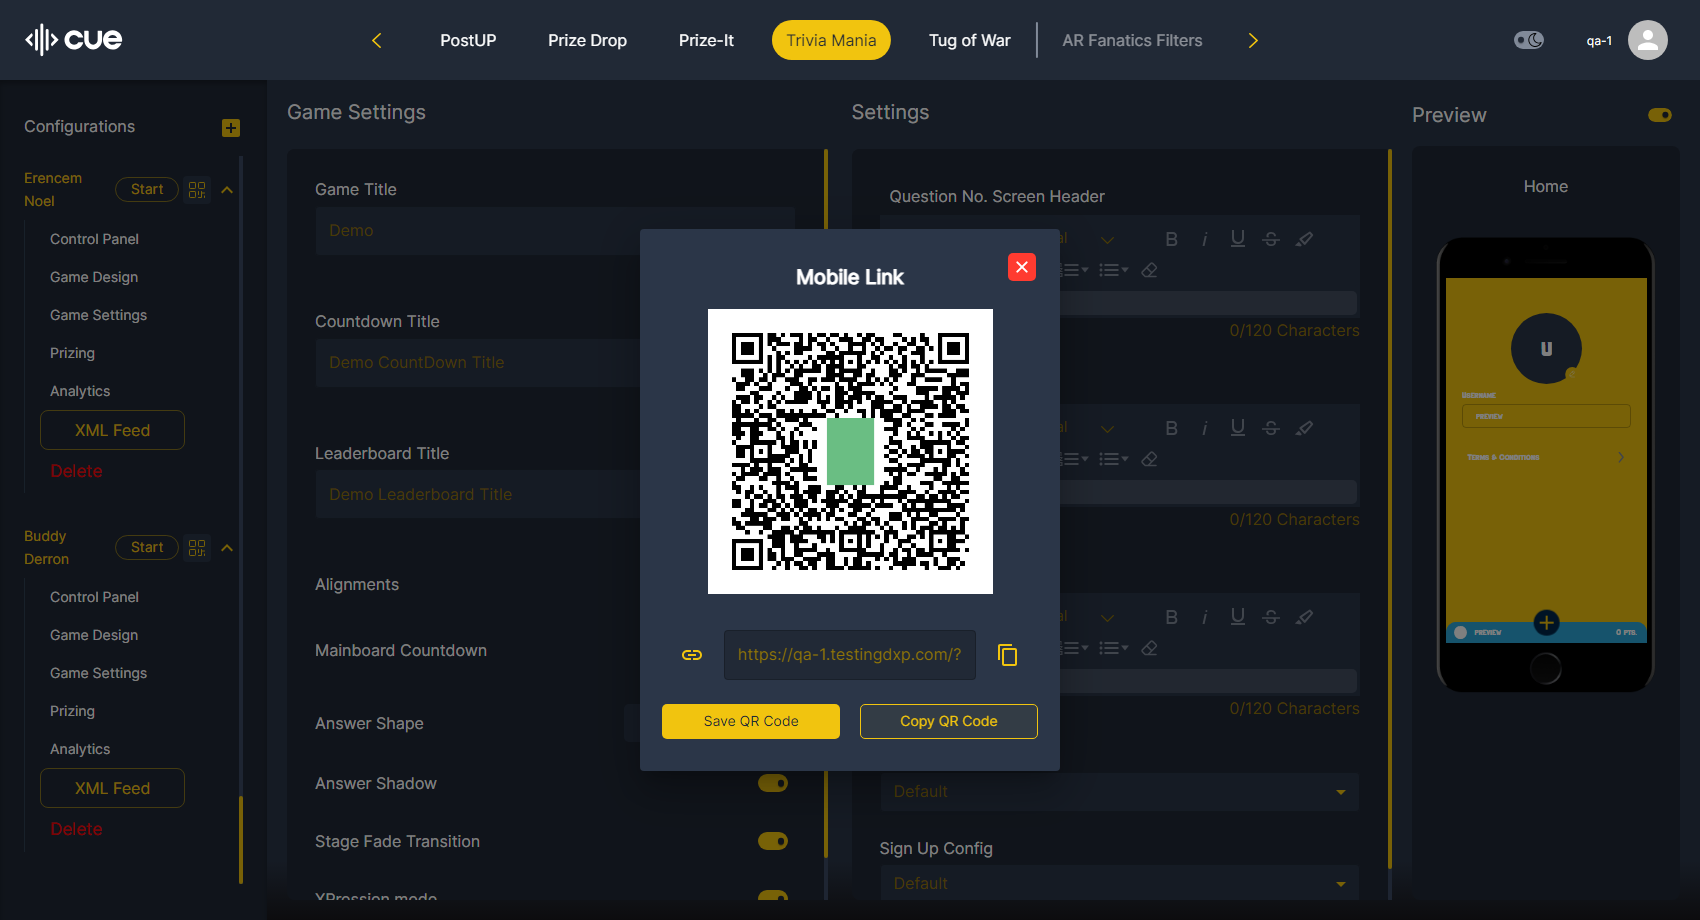 cue
PostUP
Prize Drop
Prize-It
Trivia Mania
Tug of War
AR Fanatics Filters
qa-1
Configurations
Erencem
Noel
Start
Control Panel
Game Design
Game Settings
Prizing
Analytics
XML Feed
Delete
Buddy
Derron
Start
Control Panel
Game Design
Game Settings
Prizing
Analytics
XML Feed
Delete
Game Settings
Game Title
Demo
Countdown Title
Demo CountDown Title
Leaderboard Title
Demo Leaderboard Title
Alignments
Mainboard Countdown
Answer Shape
Answer Shadow
Stage Fade Transition
XPression mode
Mobile Link
https://qa-1.testingdxp.com/?
Save QR Code
Copy QR Code
Settings
Question No. Screen Header
B i U S
0/120 Characters
B i U S
0/120 Characters
B i U S
0/120 Characters
Default
Sign Up Config
Default
Preview
Home
U
Username
PREVIEW
Terms & Conditions
PREVIEW
0 PTS.